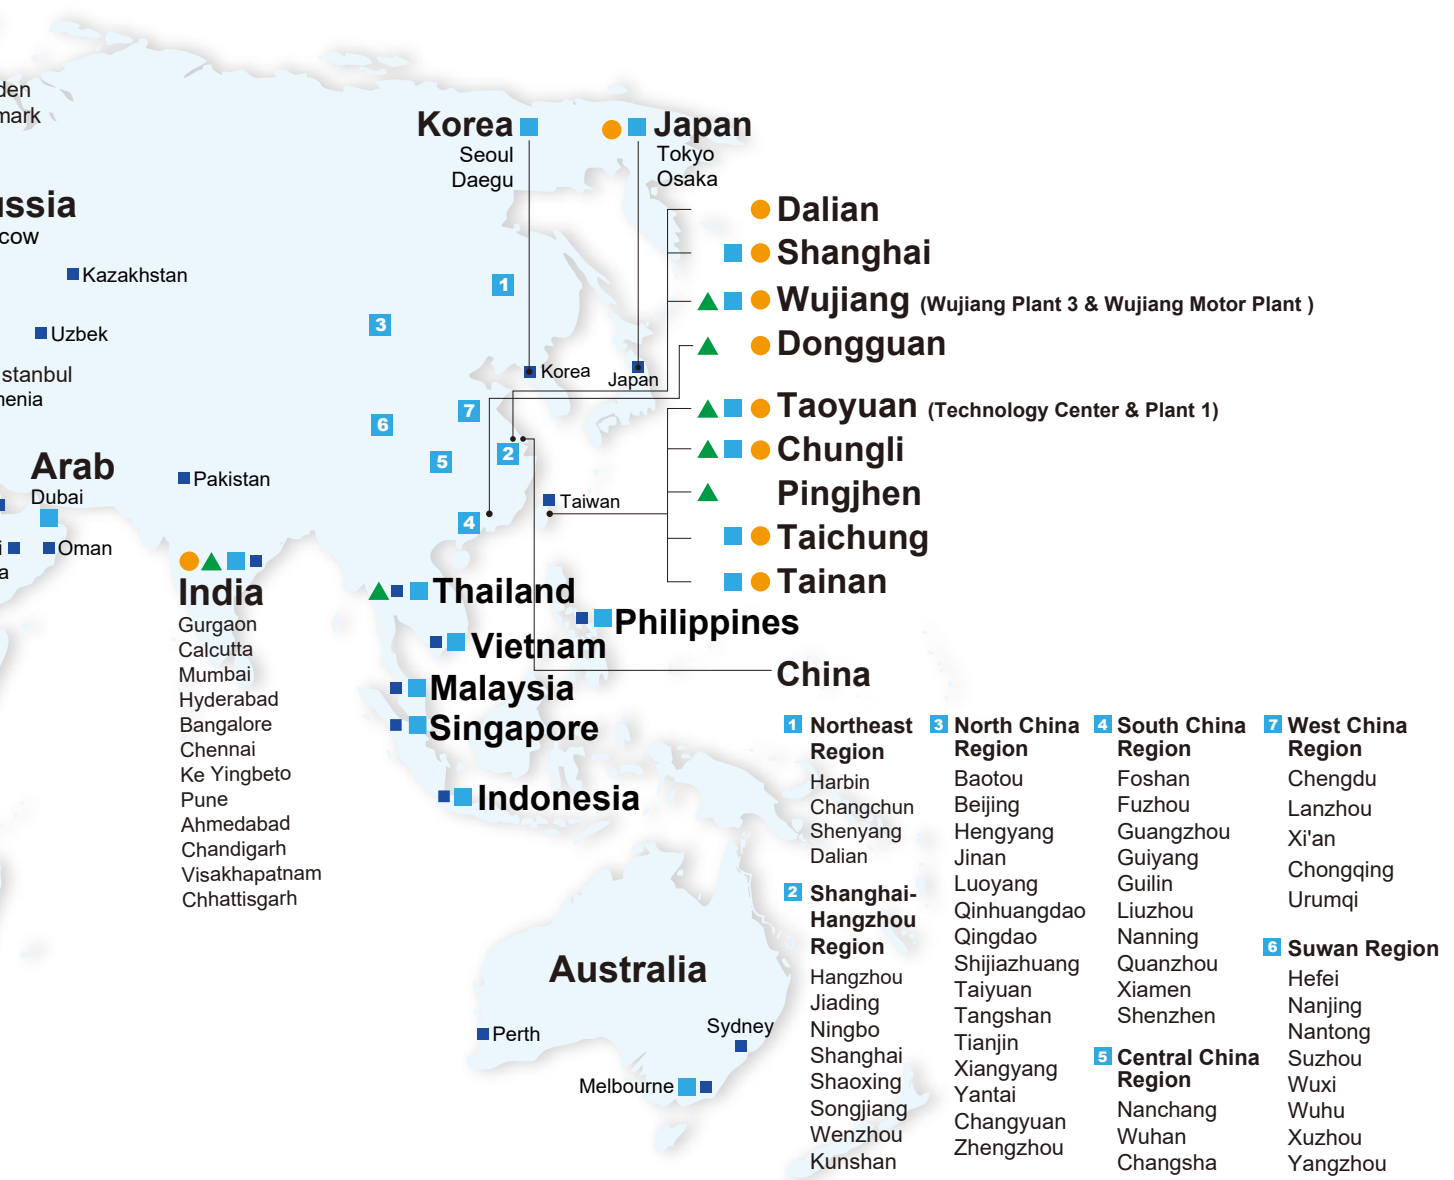 Korea
Seoul
Daegu
Japan
Tokyo
Osaka
Dalian
Shanghai
Wujiang (Wujiang Plant 3 & Wujiang Motor Plant )
Dongguan
Taoyuan (Technology Center & Plant 1)
Chungli
Pingjhen
Taichung
Tainan
Kazakhstan
Uzbek
stanbul
Korea
Japan
Taiwan
1
3
7
6
2
5
4
Arab
Dubai
Pakistan
Oman
India
Gurgaon
Calcutta
Mumbai
Hyderabad
Bangalore
Chennai
Ke Yingbeto
Pune
Ahmedabad
Chandigarh
Visakhapatnam
Chhattisgarh
Thailand
Philippines
Vietnam
Malaysia
Singapore
Indonesia
Australia
Perth
Sydney
Melbourne
China
1 Northeast
Region
Harbin
Changchun
Shenyang
Dalian
2 Shanghai-
Hangzhou
Region
Hangzhou
Jiading
Ningbo
Shanghai
Shaoxing
Songjiang
Wenzhou
Kunshan
3 North China
Region
Baotou
Beijing
Hengyang
Jinan
Luoyang
Qinhuangdao
Qingdao
Shijiazhuang
Taiyuan
Tangshan
Tianjin
Xiangyang
Yantai
Changyuan
Zhengzhou
4 South China
Region
Foshan
Fuzhou
Guangzhou
Guiyang
Guilin
Liuzhou
Nanning
Quanzhou
Xiamen
Shenzhen
5 Central China
Region
Nanchang
Wuhan
Changsha
7 West China
Region
Chengdu
Lanzhou
Xi'an
Chongqing
Urumqi
6 Suwan Region
Hefei
Nanjing
Nantong
Suzhou
Wuxi
Wuhu
Xuzhou
Yangzhou